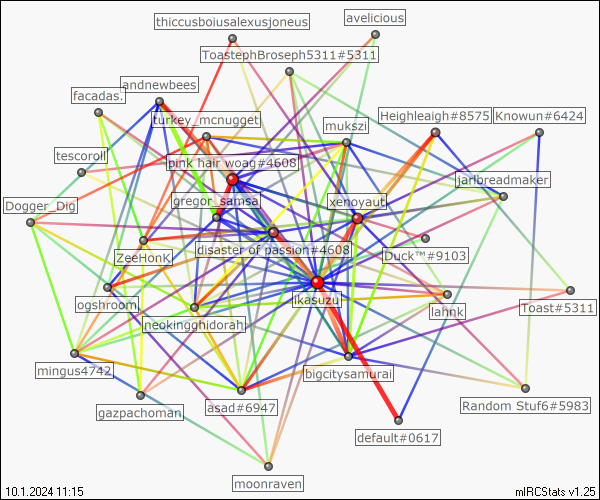 avelicious
thiccusboiusalexusjoneus
ToastephBroseph5311#5311
andnewbees
facadas.
turkey_mcnugget
mukszi
Heighleigh#8575
Knowun#6424
tescoroll
pink hair woag#4608
jarlbreadmaker
Dogger_Dig
gregor_samsa
xenoyautl
disaster of passion#4608
ZeeHonK
Duck™#9103
ikasuzu
ogshroom
neokingghidorah
lahnk
Toast#5311
mingus4742
bigcitysamurai
gazpachoman
asad#6947
Random Stuf6#5983
default#0617
moonraven
10.1.2024 11:15
mIRCStats v1.25